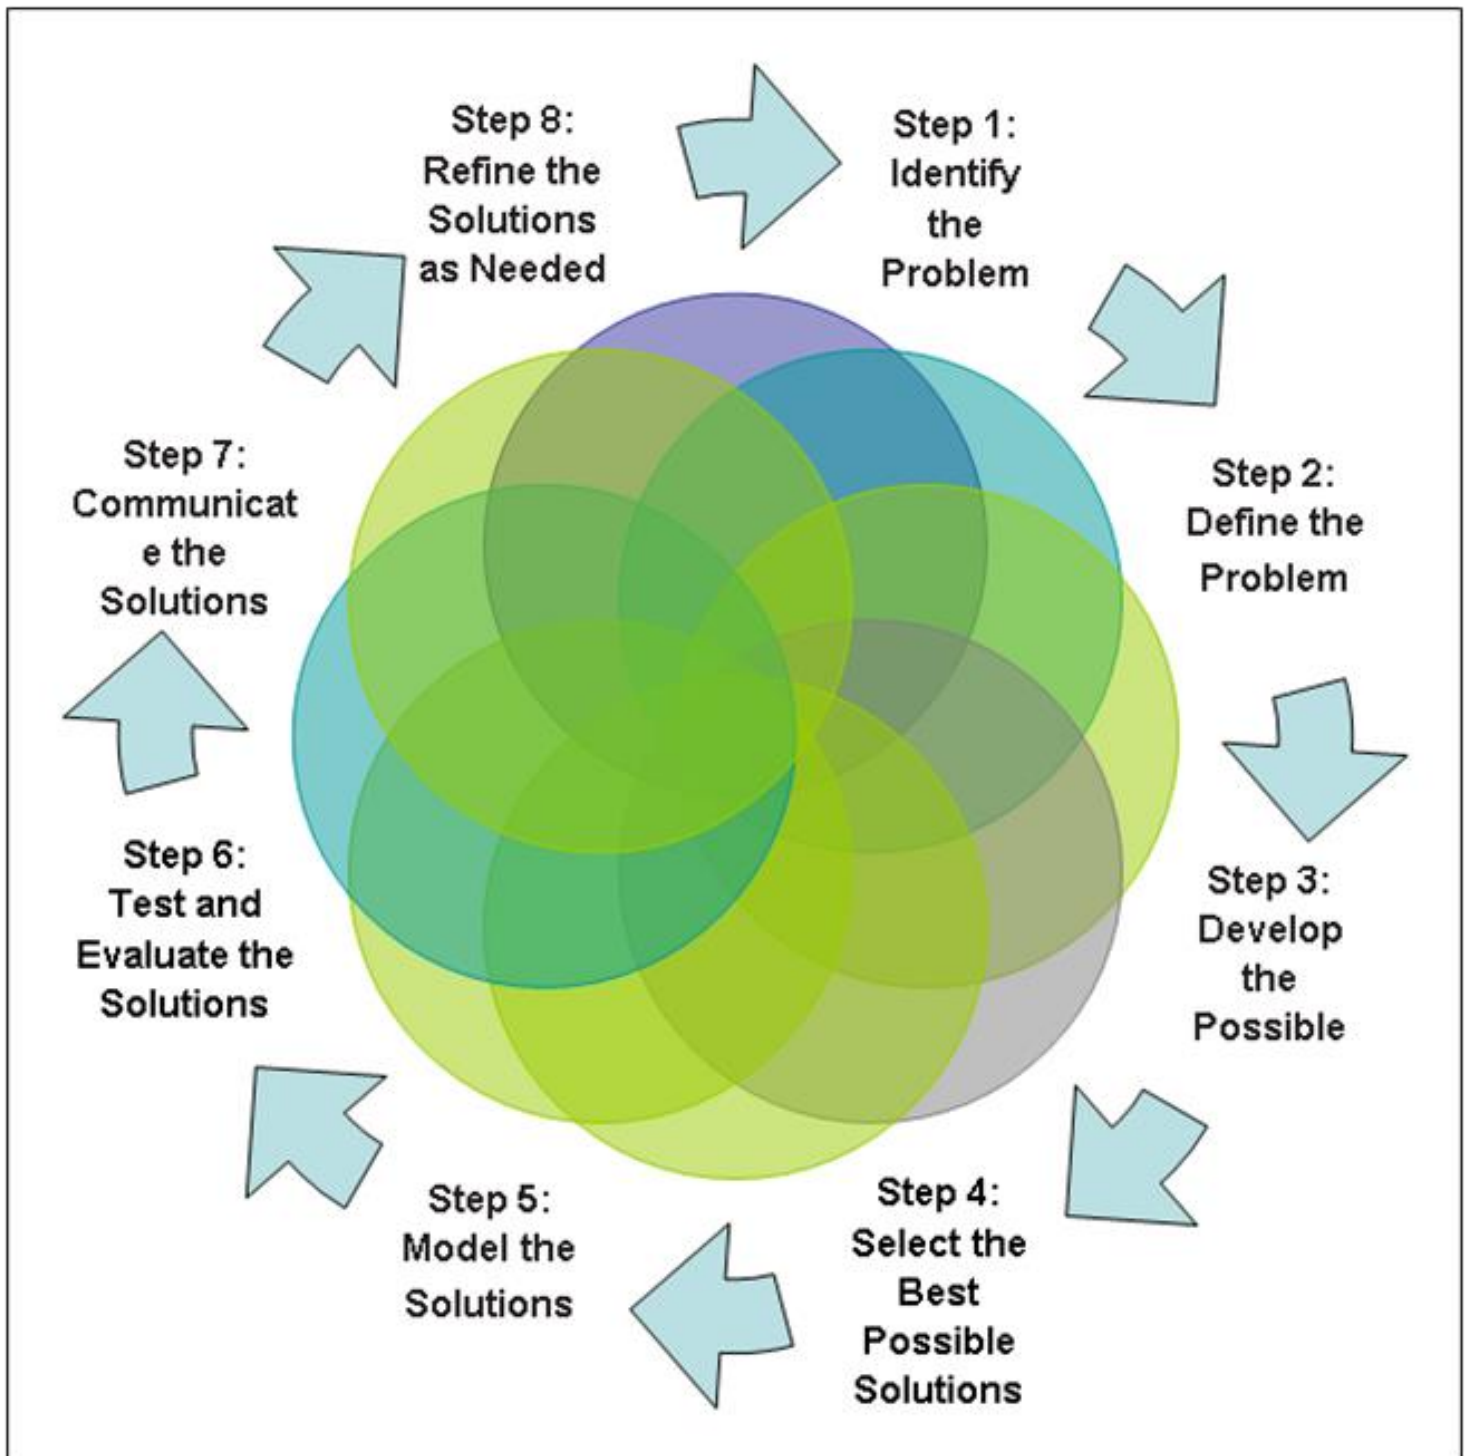 Step 1:
Identify
the
Problem
Step 2:
Define the
Problem
Step 3:
Develop
the
Possible
Step 4:
Select the
Best
Possible
Solutions
Step 5:
Model the
Solutions
Step 6:
Test and
Evaluate the
Solutions
Step 7:
Communicat
e the
Solutions
Step 8:
Refine the
Solutions
as Needed